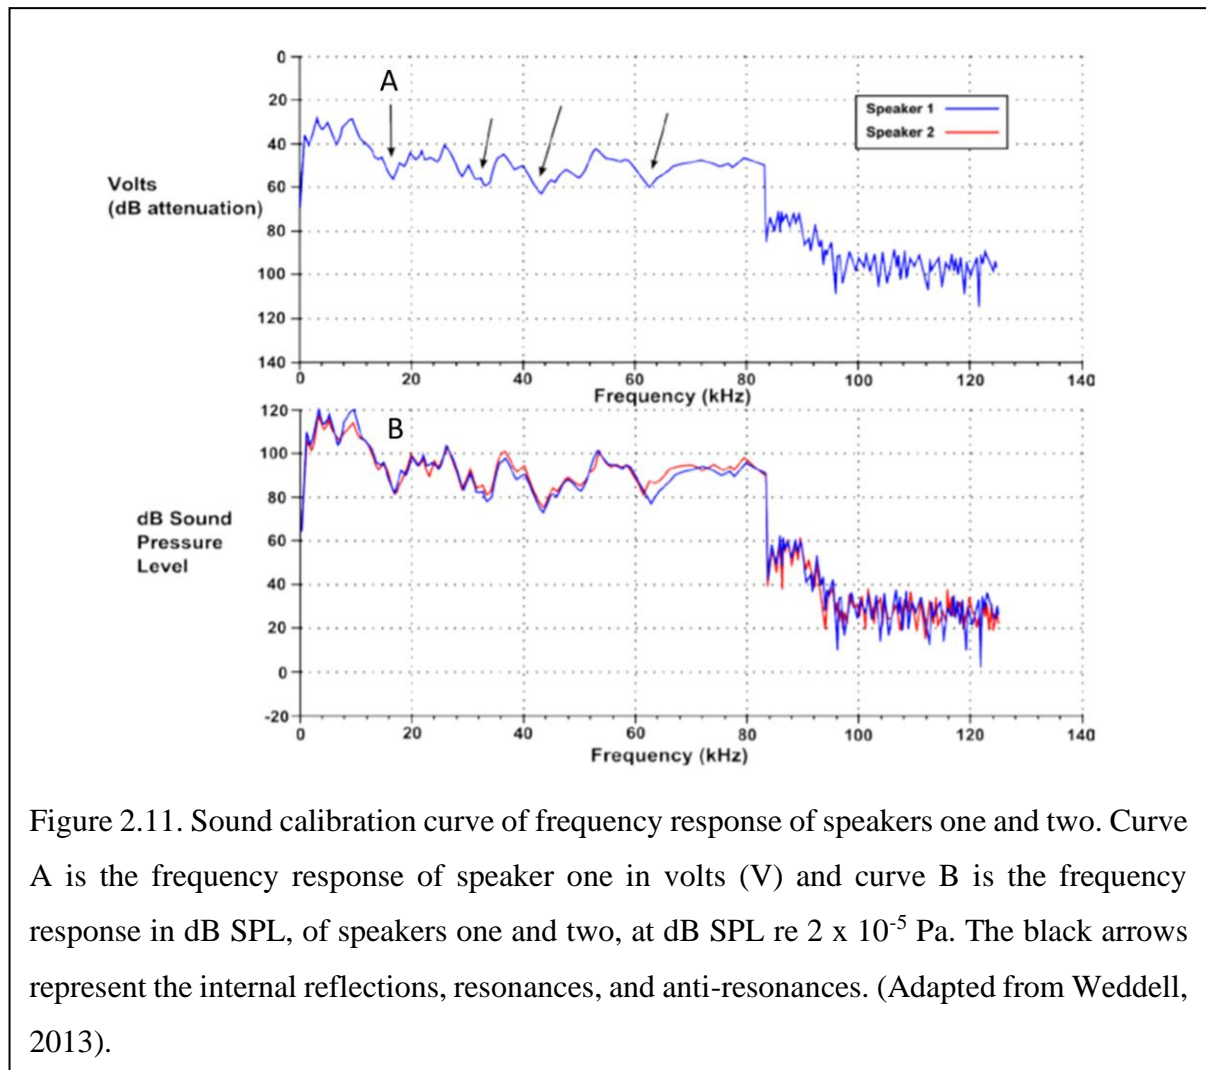 0
20
A
40
60
80
100
120
140
Volts
(dB attenuation)
Speaker 1
Speaker 2
0 20 40 60 80 100 120 140
Frequency (kHz)
120
B
100
80
60
40
20
0
-20
dB Sound
Pressure
Level
0 20 40 60 80 100 120 140
Frequency (kHz)
Figure 2.11. Sound calibration curve of frequency response of speakers one and two. Curve
A is the frequency response of speaker one in volts (V) and curve B is the frequency
response in dB SPL, of speakers one and two, at dB SPL re 2 x 10⁻⁵ Pa. The black arrows
represent the internal reflections, resonances, and anti-resonances. (Adapted from Weddell,
2013).